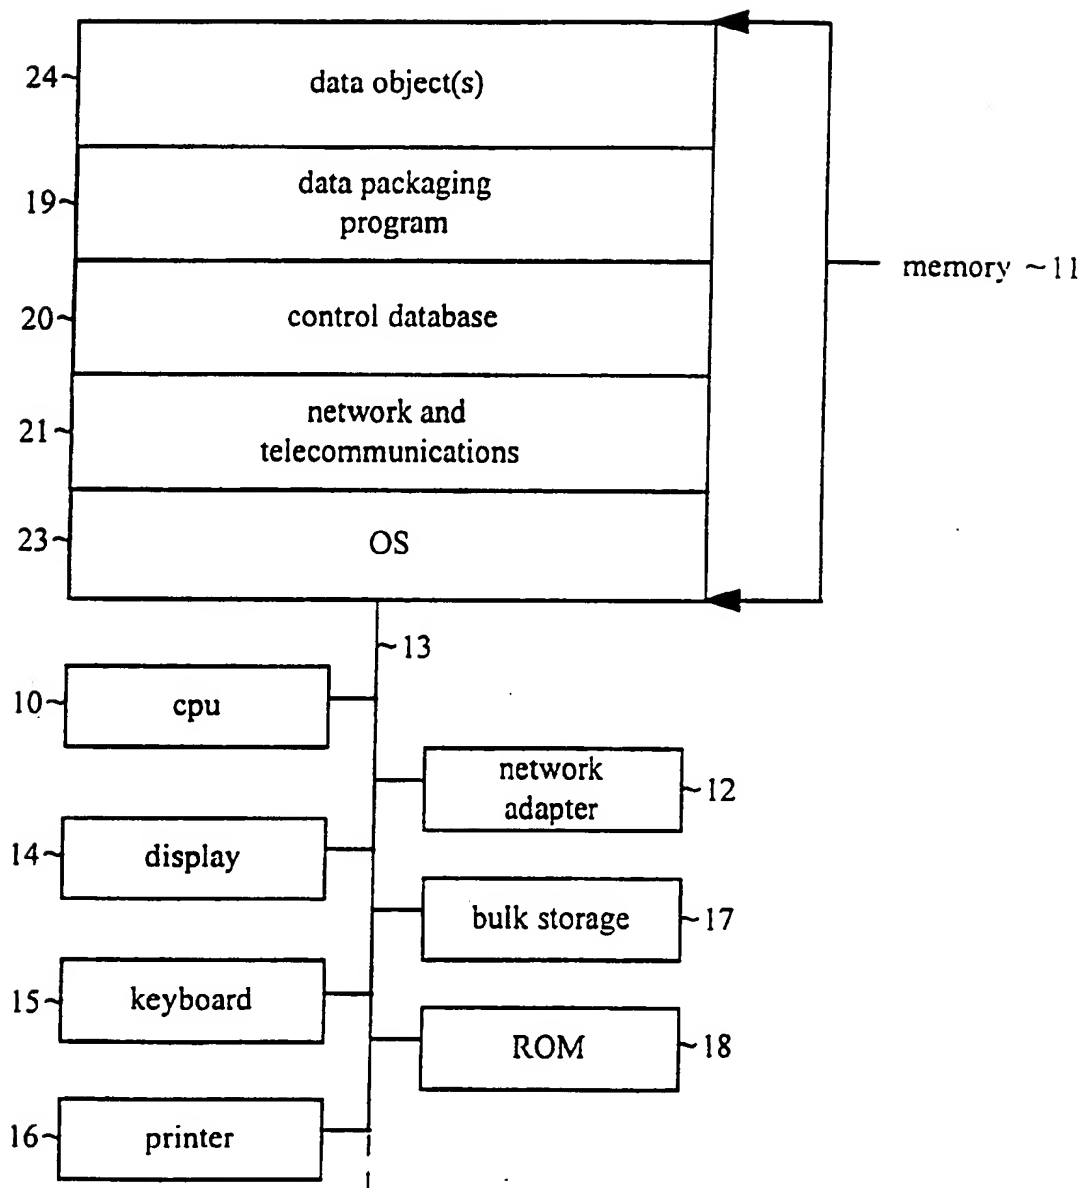 24~ data object(s)
19~ data packaging
program
memory ~11
20~ control database
21~ network and
telecommunications
23~ OS
~13
10~ cpu
network
adapter ~12
14~ display
bulk storage ~17
15~ keyboard
ROM ~18
16~ printer